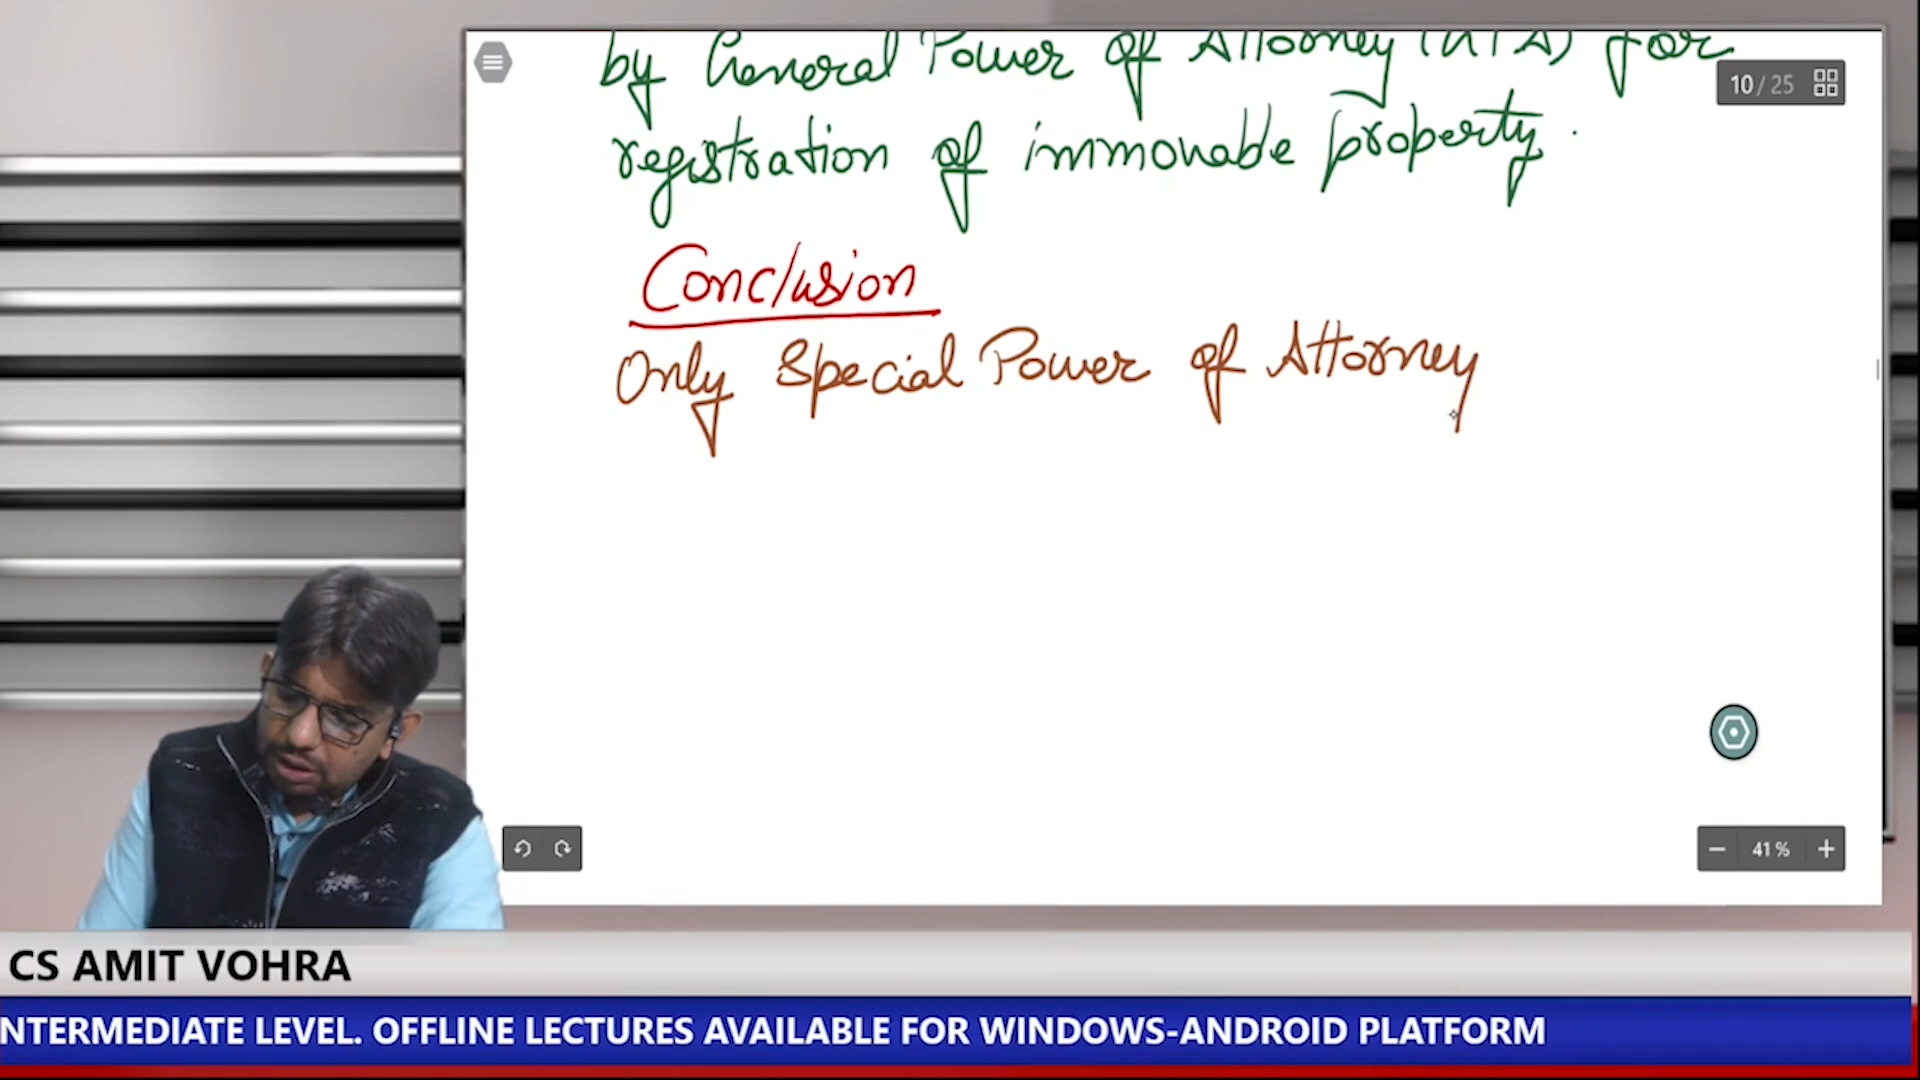 by General Power of Attorney for
10 / 25
registration of immovable property.
Conclusion
Only Special Power of Attorney
41 %
CS AMIT VOHRA
NTERMEDIATE LEVEL. OFFLINE LECTURES AVAILABLE FOR WINDOWS-ANDROID PLATFORM